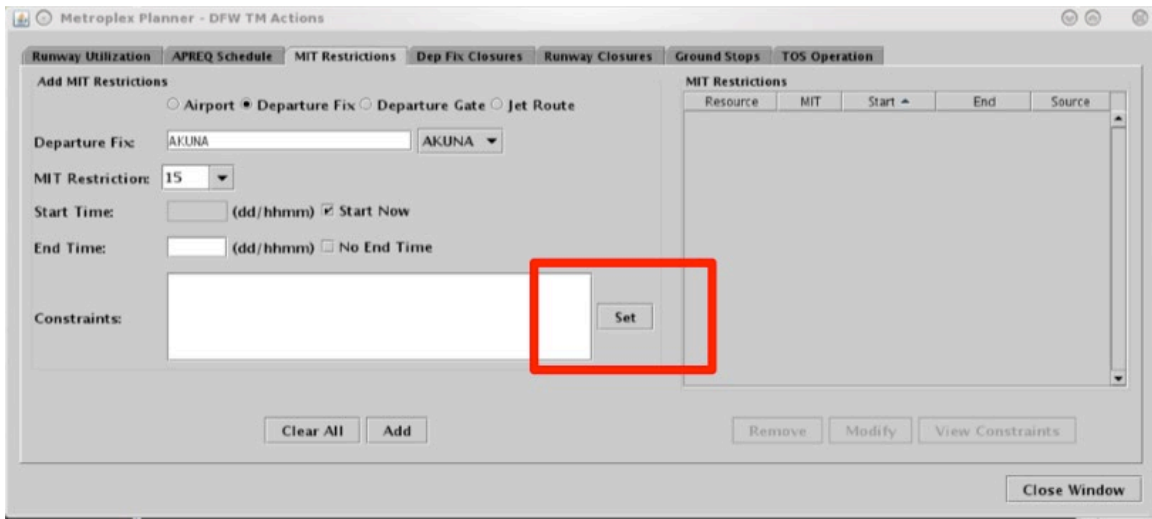 Metroplex Planner - DFW TM Actions
Runway Utilization APREQ Schedule MIT Restrictions Dep Fix Closures Runway Closures Ground Stops TOS Operation
Add MIT Restrictions
Airport Departure Fix Departure Gate Jet Route
Departure Fix: AKUNA AKUNA
MIT Restriction: 15
Start Time: (dd/hhmm) Start Now
End Time: (dd/hhmm) No End Time
Constraints: Set
Clear All Add
MIT Restrictions
Resource MIT Start End Source
Remove Modify View Constraints
Close Window